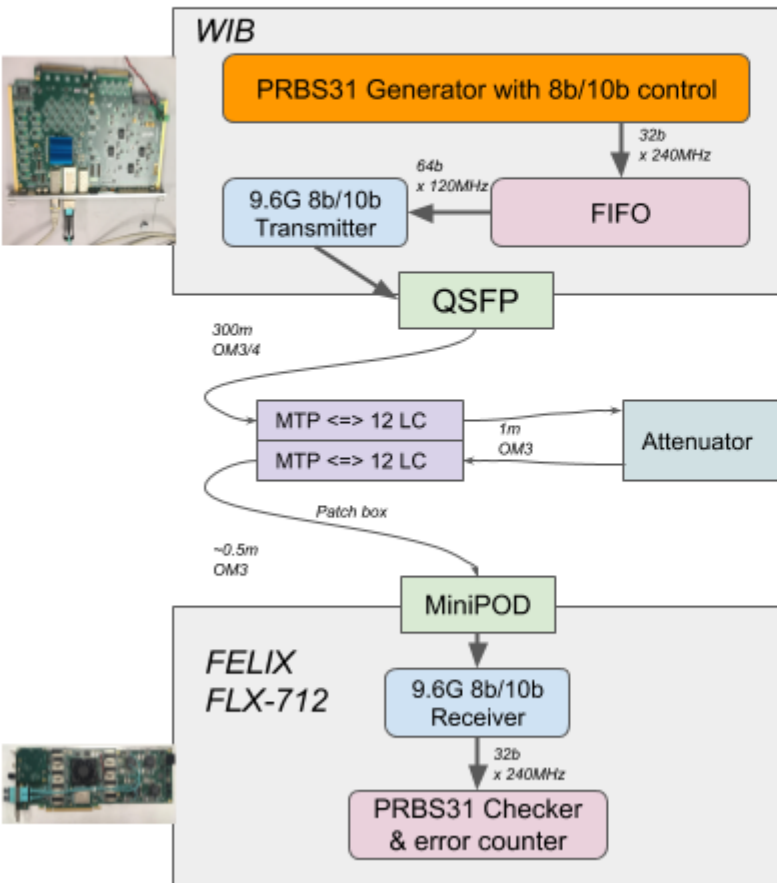 WIB
PRBS31 Generator with 8b/10b control
32b
x 240MHz
64b
x 120MHz
9.6G 8b/10b
Transmitter
FIFO
QSFP
300m
OM3/4
MTP <=> 12 LC
1m
OM3
Attenuator
MTP <=> 12 LC
Patch box
~0.5m
OM3
MiniPOD
FELIX
FLX-712
9.6G 8b/10b
Receiver
32b
x 240MHz
PRBS31 Checker
& error counter